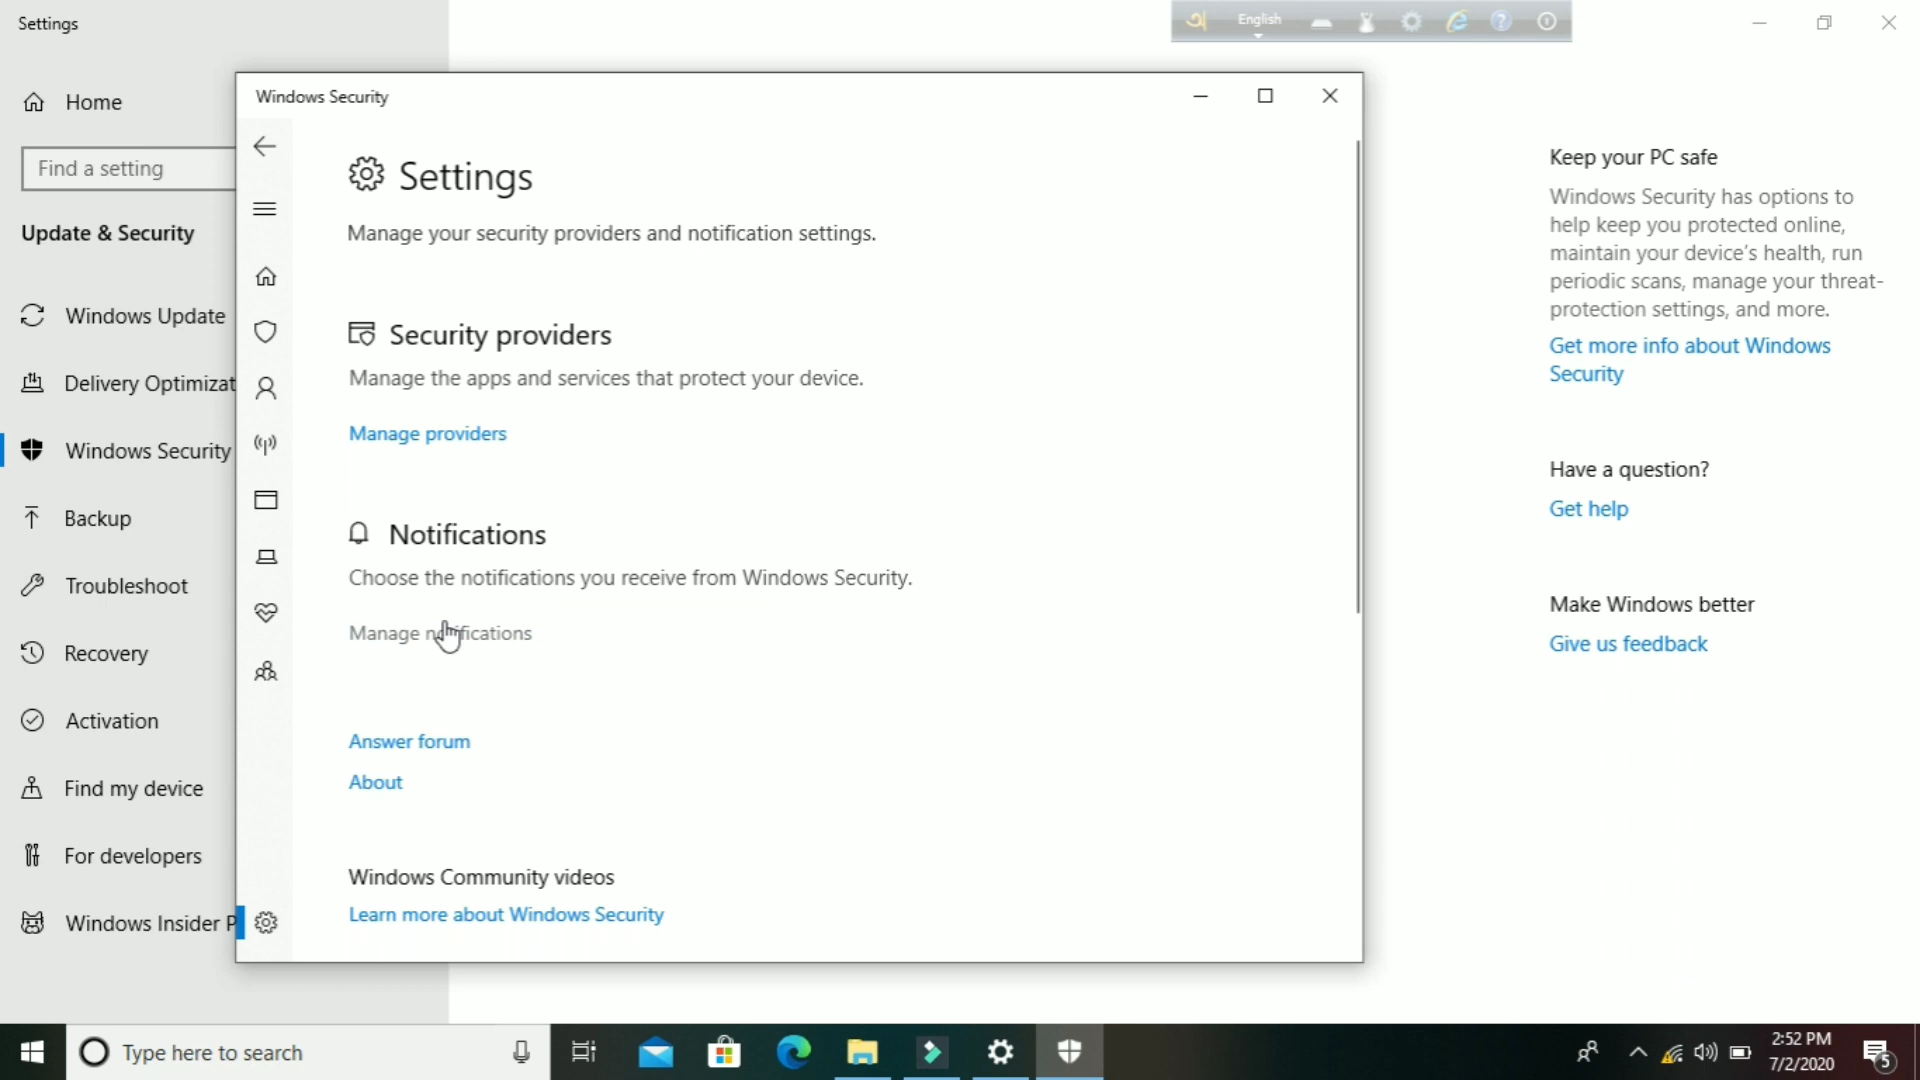 Settings
English
Home
Find a setting
Update & Security
Windows Update
Delivery Optimizat
Windows Security
Backup
Troubleshoot
Recovery
Activation
Find my device
For developers
Windows Insider P
Windows Security
Settings
Manage your security providers and notification settings.
Security providers
Manage the apps and services that protect your device.
Manage providers
Notifications
Choose the notifications you receive from Windows Security.
Manage notifications
Answer forum
About
Windows Community videos
Learn more about Windows Security
Keep your PC safe
Windows Security has options to
help keep you protected online,
maintain your device's health, run
periodic scans, manage your threat-
protection settings, and more.
Get more info about Windows
Security
Have a question?
Get help
Make Windows better
Give us feedback
Type here to search
2:52 PM
7/2/2020
5